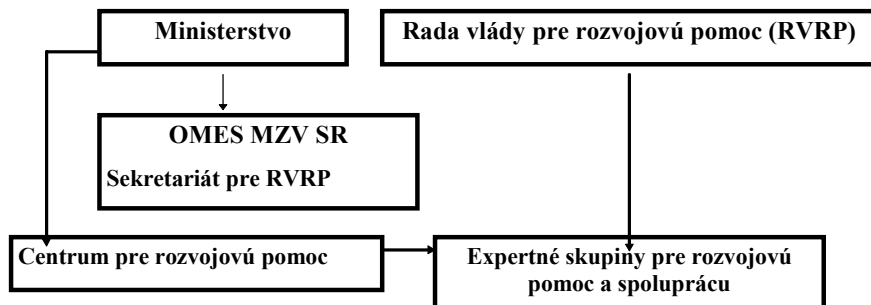 Ministerstvo
Rada vlády pre rozvojovú pomoc (RVRP)
OMES MZV SR
Sekretariát pre RVRP
Centrum pre rozvojovú pomoc
Expertné skupiny pre rozvojovú
pomoc a spoluprácu